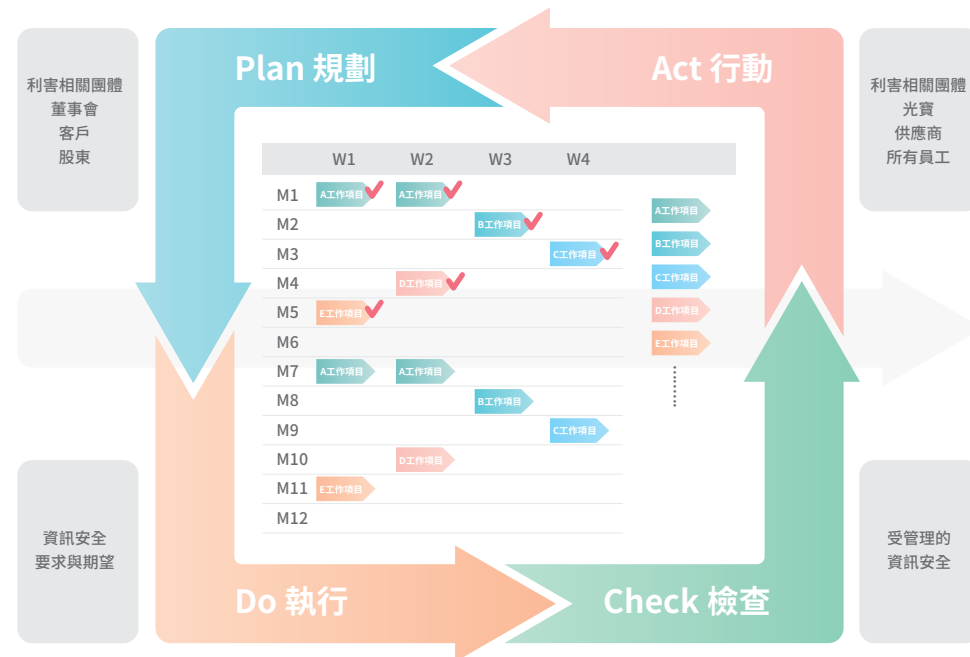 利害相關團體
董事會
客戶
股東
Plan 規劃
Act 行動
利害相關團體
光寶
供應商
所有員工
W1 W2 W3 W4
M1 A工作項目 A工作項目
M2 B工作項目
M3 C工作項目
M4 D工作項目
M5 E工作項目
M6
M7 A工作項目 A工作項目
M8 B工作項目
M9 C工作項目
M10 D工作項目
M11 E工作項目
M12
A工作項目
B工作項目
C工作項目
D工作項目
E工作項目
資訊安全
要求與期望
Do 執行
Check 檢查
受管理的
資訊安全